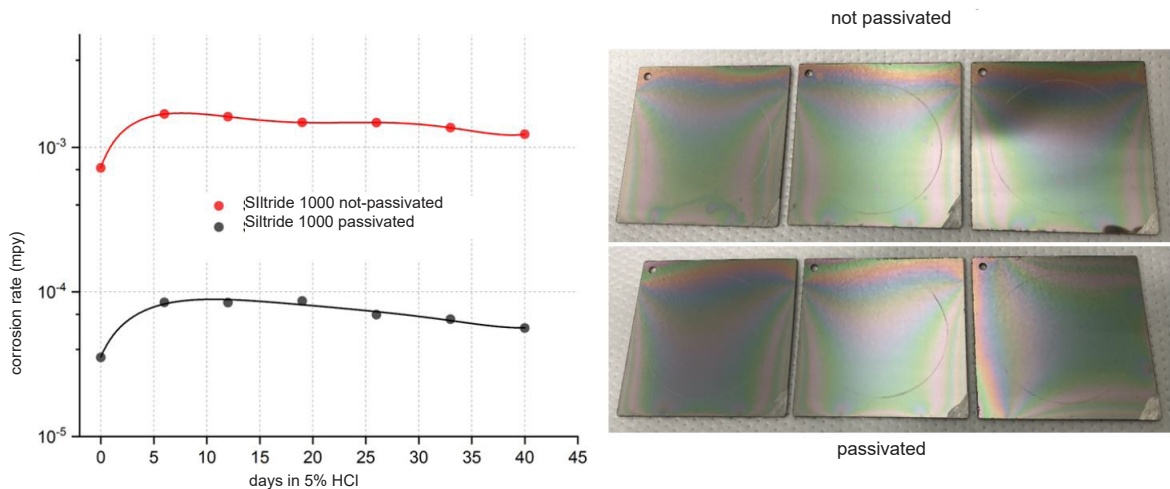 not passivated
10⁻³
SIltride 1000 not-passivated
Siltride 1000 passivated
10⁻⁴
corrosion rate (mpy)
10⁻⁵
0 5 10 15 20 25 30 35 40 45
days in 5% HCl
passivated